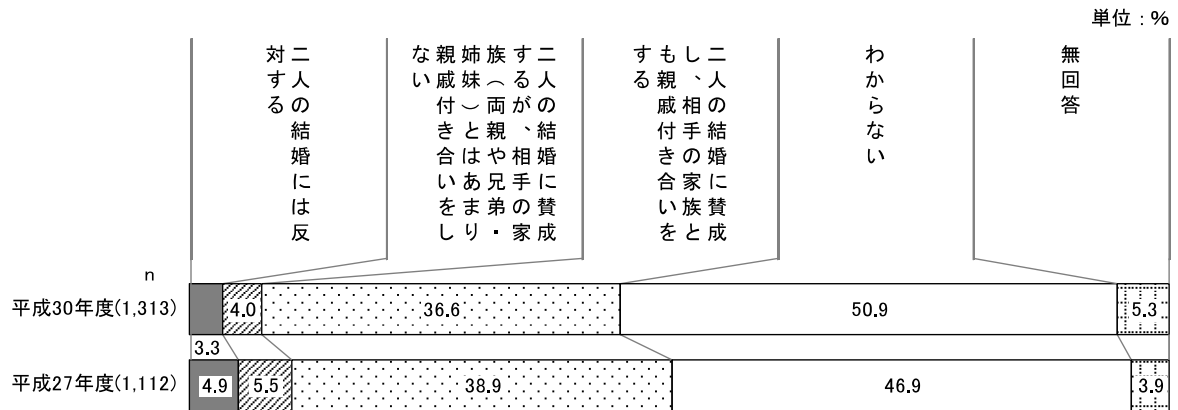 単位：%
二人の結婚には反
対する
二人の結婚に賛成
するが、相手の家
族（両親や兄弟・
姉妹）とはあまり
親戚付き合いをし
ない
二人の結婚に賛成
し、相手の家族と
も親戚付き合いを
する
わからない
無回答
n
平成30年度(1,313)
4.0
36.6
50.9
5.3
3.3
平成27年度(1,112)
4.9
5.5
38.9
46.9
3.9